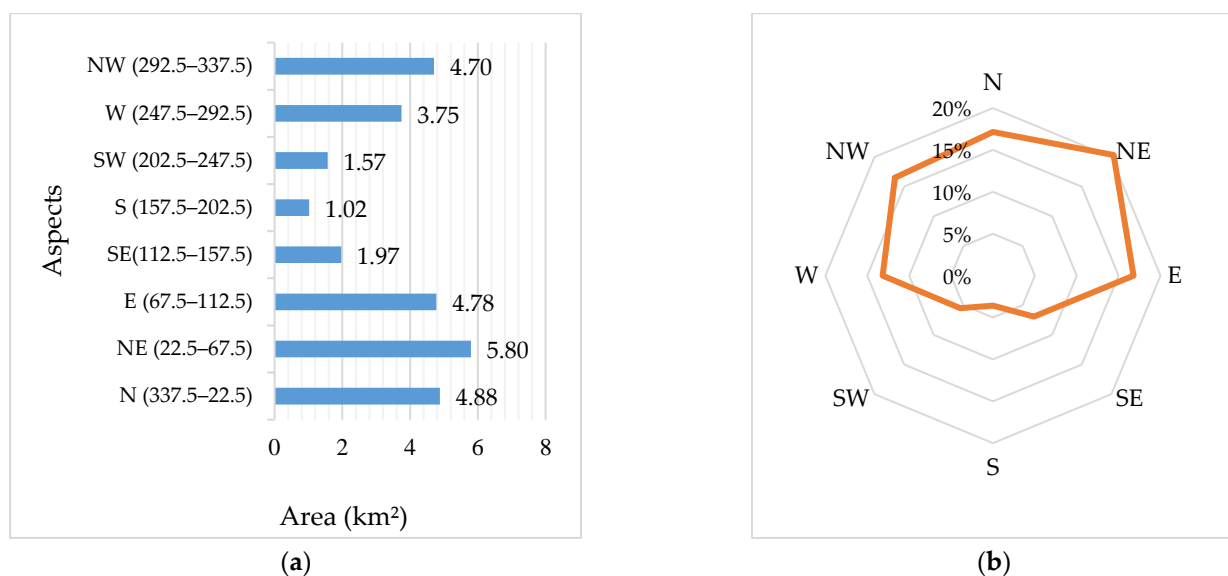 NW (292.5–337.5) 4.70
W (247.5–292.5) 3.75
SW (202.5–247.5) 1.57
S (157.5–202.5) 1.02
SE(112.5–157.5) 1.97
E (67.5–112.5) 4.78
NE (22.5–67.5) 5.80
N (337.5–22.5) 4.88
Aspects
0 2 4 6 8
Area (km²)
(a)
N
20%
NW 15% NE
10%
5%
W 0% E
SW SE
S
(b)